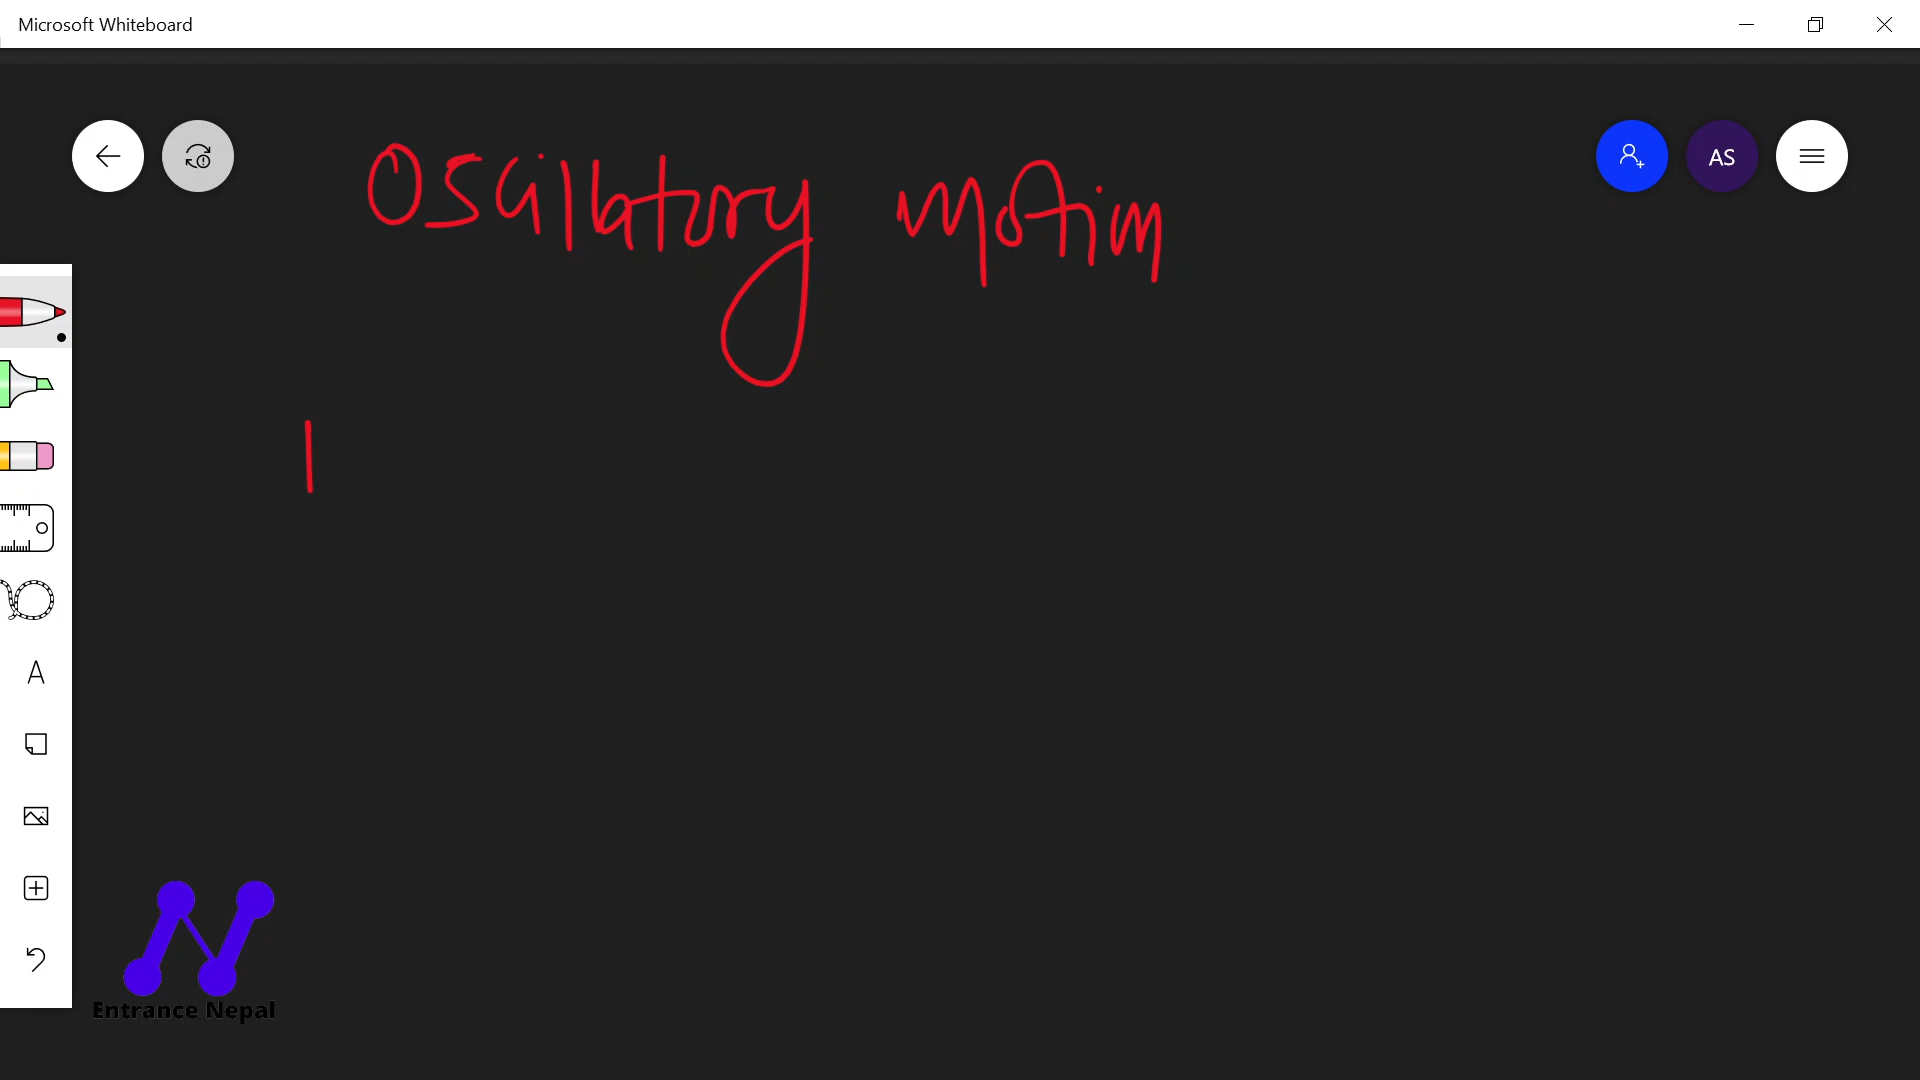 Microsoft Whiteboard
Oscillatory motion
AS
A
Entrance Nepal